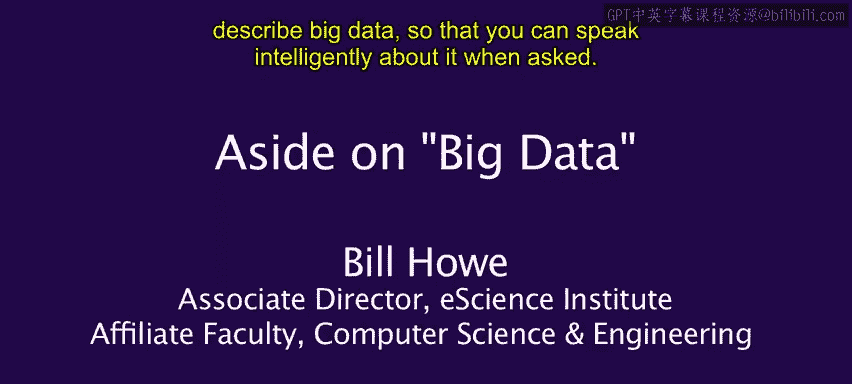 GPT中英字幕课程资源@bilibili.com
describe big data, so that you can speak
intelligently about it when asked.
Aside on "Big Data"
Bill Howe
Associate Director, eScience Institute
Affiliate Faculty, Computer Science & Engineering